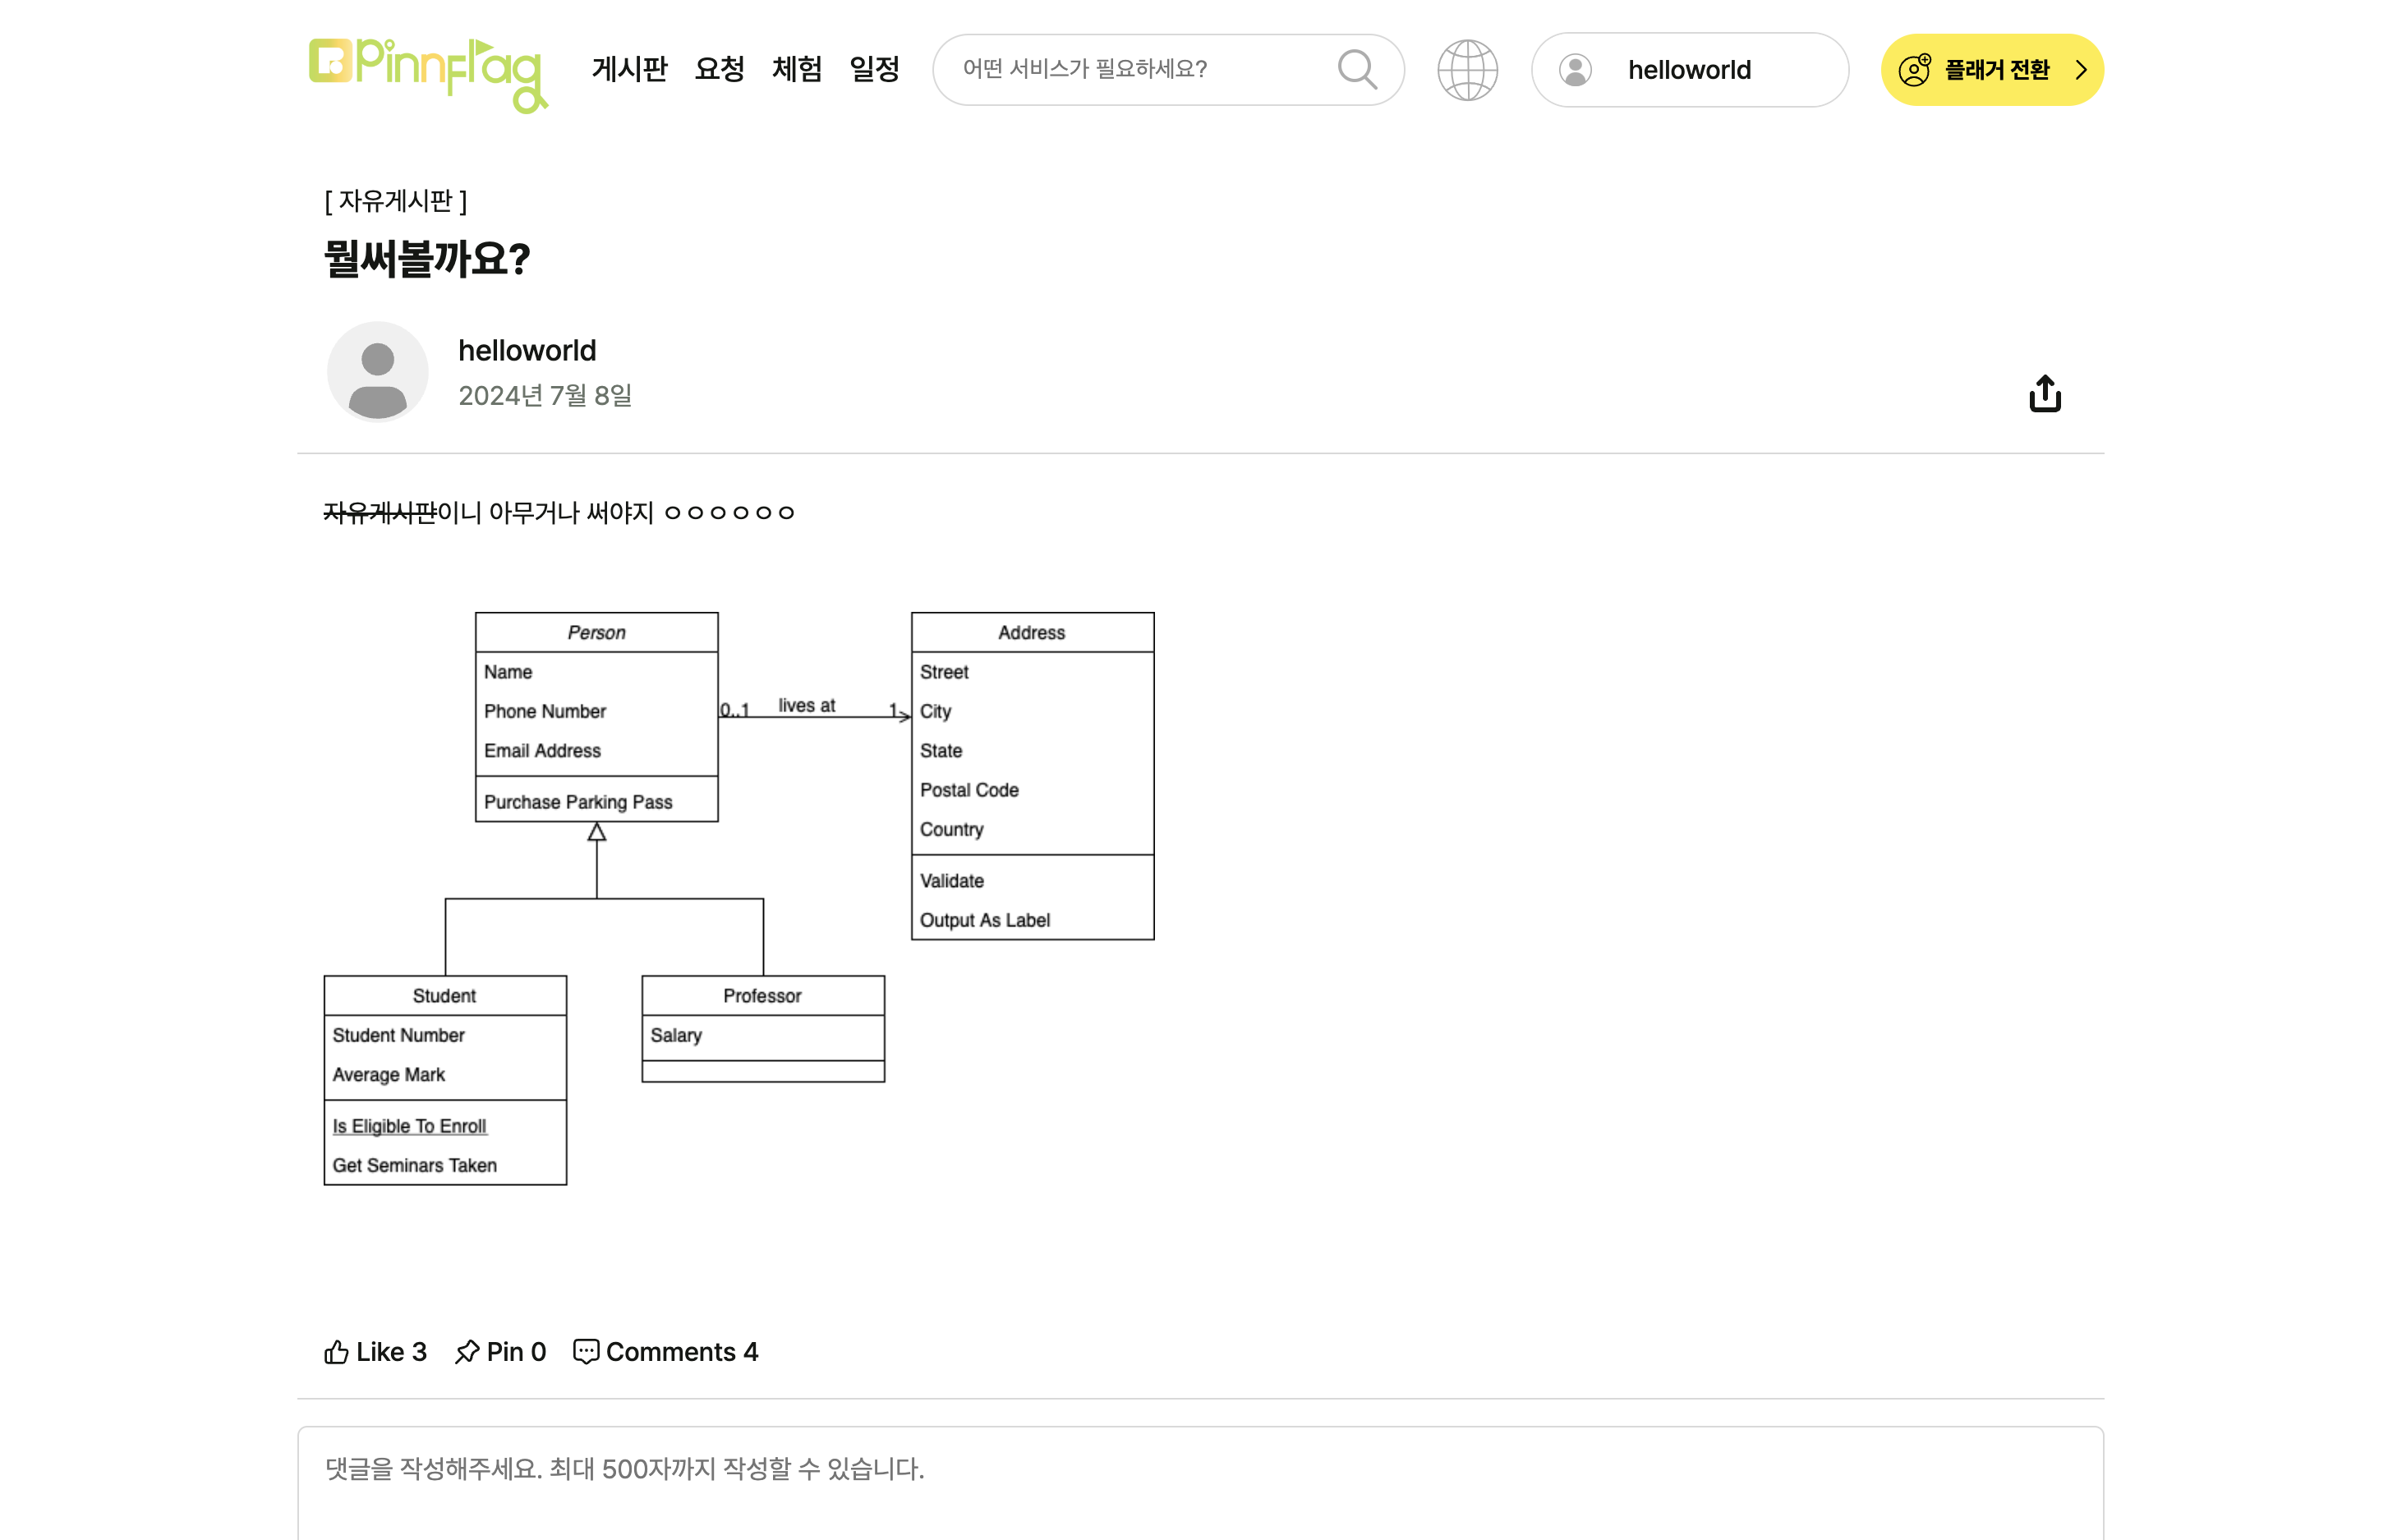 Pinnflag
게시판 요청 체험 일정
어떤 서비스가 필요하세요?
helloworld
플래거 전환
[ 자유게시판 ]
뭘써볼까요?
helloworld
2024년 7월 8일
자유게시판이니 아무거나 써야지 ㅇㅇㅇㅇㅇㅇ
Person
Name
Phone Number
Email Address
Purchase Parking Pass
0..1 lives at 1
Address
Street
City
State
Postal Code
Country
Validate
Output As Label
Student
Student Number
Average Mark
Is Eligible To Enroll
Get Seminars Taken
Professor
Salary
Like 3 Pin 0 Comments 4
댓글을 작성해주세요. 최대 500자까지 작성할 수 있습니다.